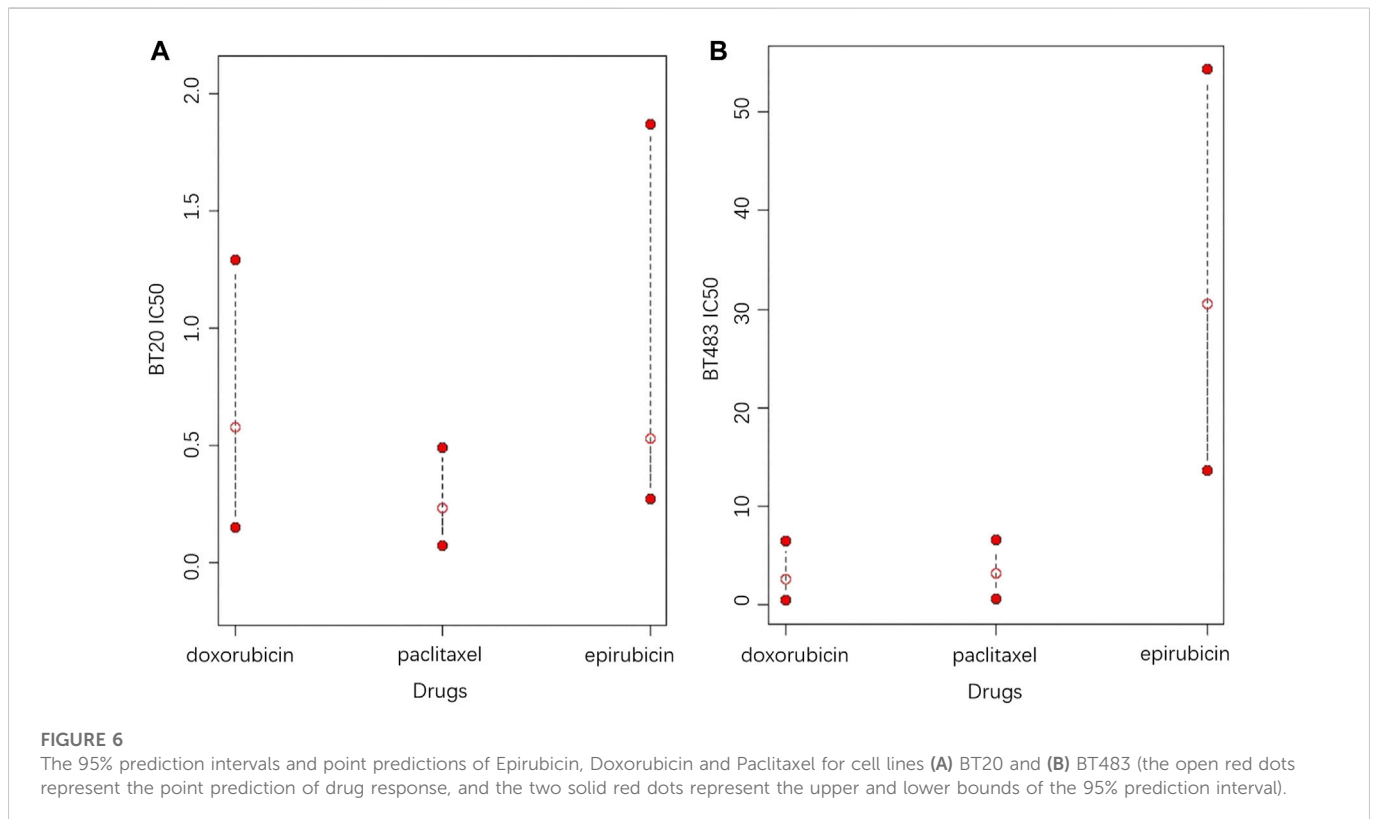 A
BT20 IC50
2.0
1.5
1.0
0.5
0.0
doxorubicin paclitaxel epirubicin
Drugs
B
BT483 IC50
50
40
30
20
10
0
doxorubicin paclitaxel epirubicin
Drugs
FIGURE 6
The 95% prediction intervals and point predictions of Epirubicin, Doxorubicin and Paclitaxel for cell lines (A) BT20 and (B) BT483 (the open red dots
represent the point prediction of drug response, and the two solid red dots represent the upper and lower bounds of the 95% prediction interval).